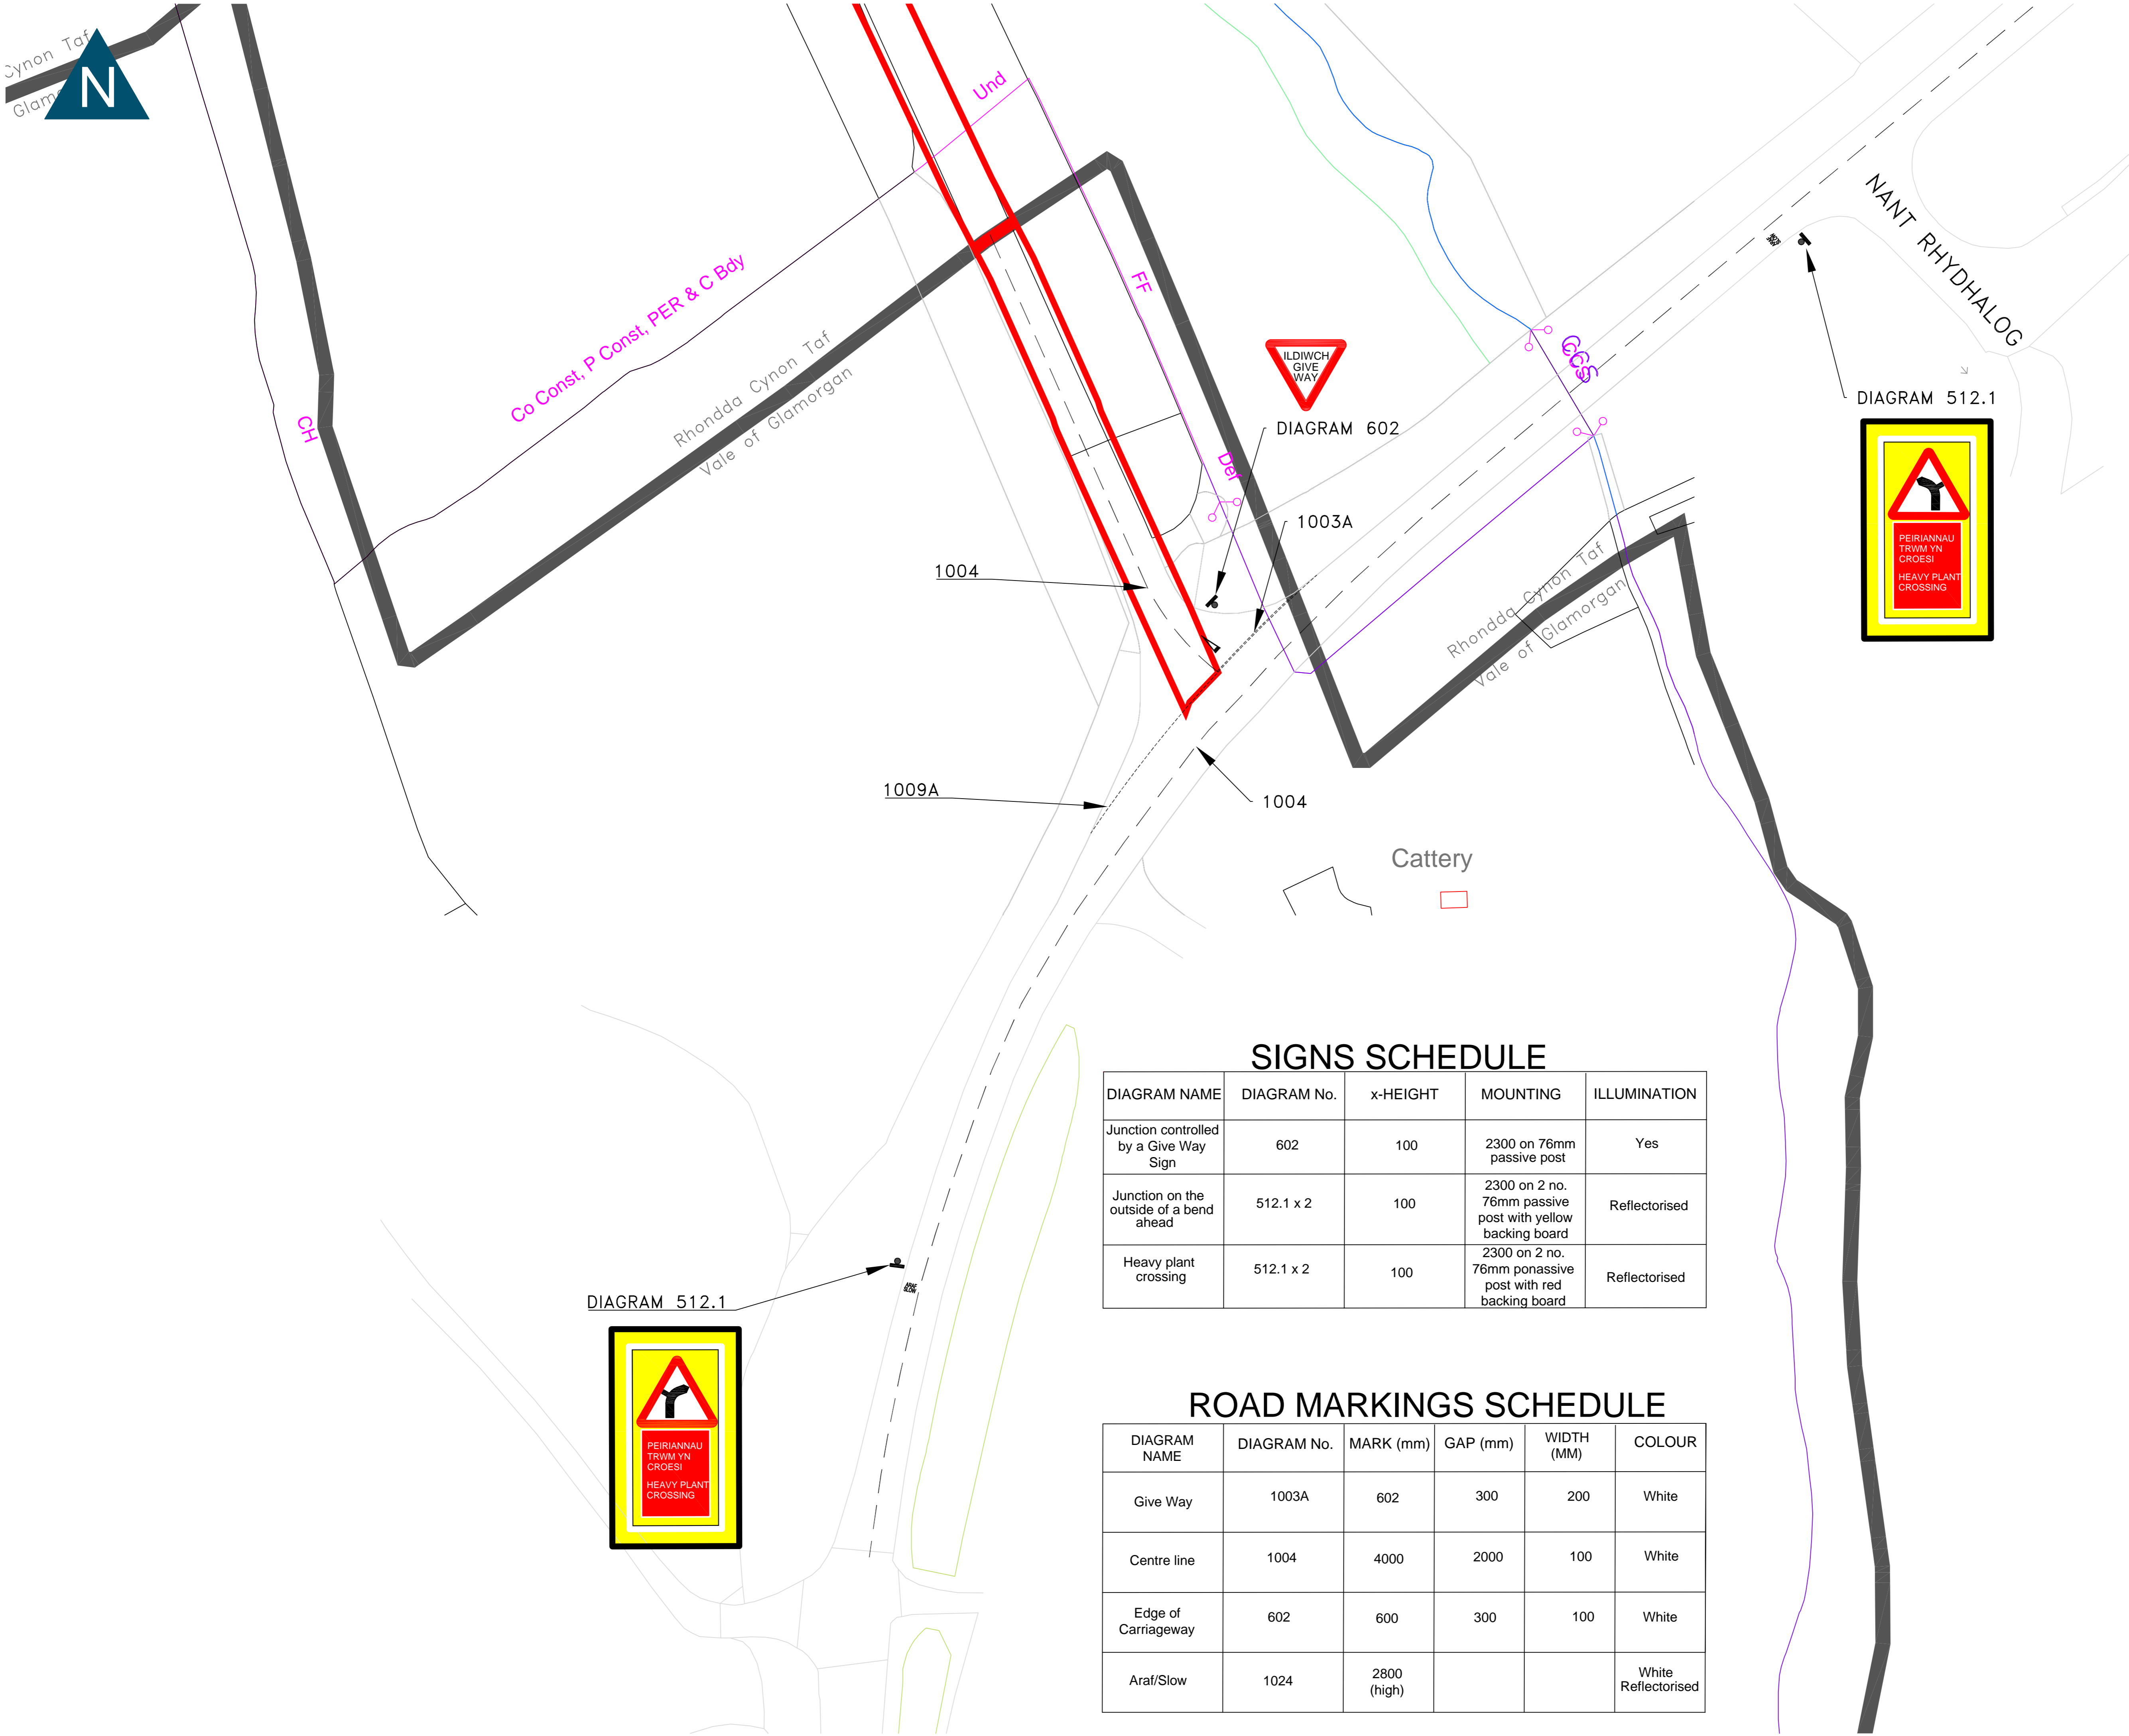 Cynon Taf
Glam
N
Und
Co Const, P Const, PER & C Bdy
Rhondda Cynon Taf
Vale of Glamorgan
CH
FF
Der
ILDIWCH
GIVE
WAY
DIAGRAM 602
1003A
1004
1009A
1004
CCS
NANT RHYDHALOG
DIAGRAM 512.1
PEIRIANNAU
TRWM YN
CROESI
HEAVY PLANT
CROSSING
Rhondda Cynon Taf
Vale of Glamorgan
Cattery
ARAF
SLOW
DIAGRAM 512.1
PEIRIANNAU
TRWM YN
CROESI
HEAVY PLANT
CROSSING
SIGNS SCHEDULE
DIAGRAM NAME DIAGRAM No. x-HEIGHT MOUNTING ILLUMINATION
Junction controlled
by a Give Way
Sign
602
100
2300 on 76mm
passive post
Yes
Junction on the
outside of a bend
ahead
512.1 x 2
100
2300 on 2 no.
76mm passive
post with yellow
backing board
Reflectorised
Heavy plant
crossing
512.1 x 2
100
2300 on 2 no.
76mm ponassive
post with red
backing board
Reflectorised
ROAD MARKINGS SCHEDULE
DIAGRAM
NAME
DIAGRAM No.
MARK (mm)
GAP (mm)
WIDTH
(MM)
COLOUR
Give Way 1003A 602 300 200 White
Centre line 1004 4000 2000 100 White
Edge of
Carriageway
602 600 300 100 White
Araf/Slow
1024
2800
(high)
White
Reflectorised